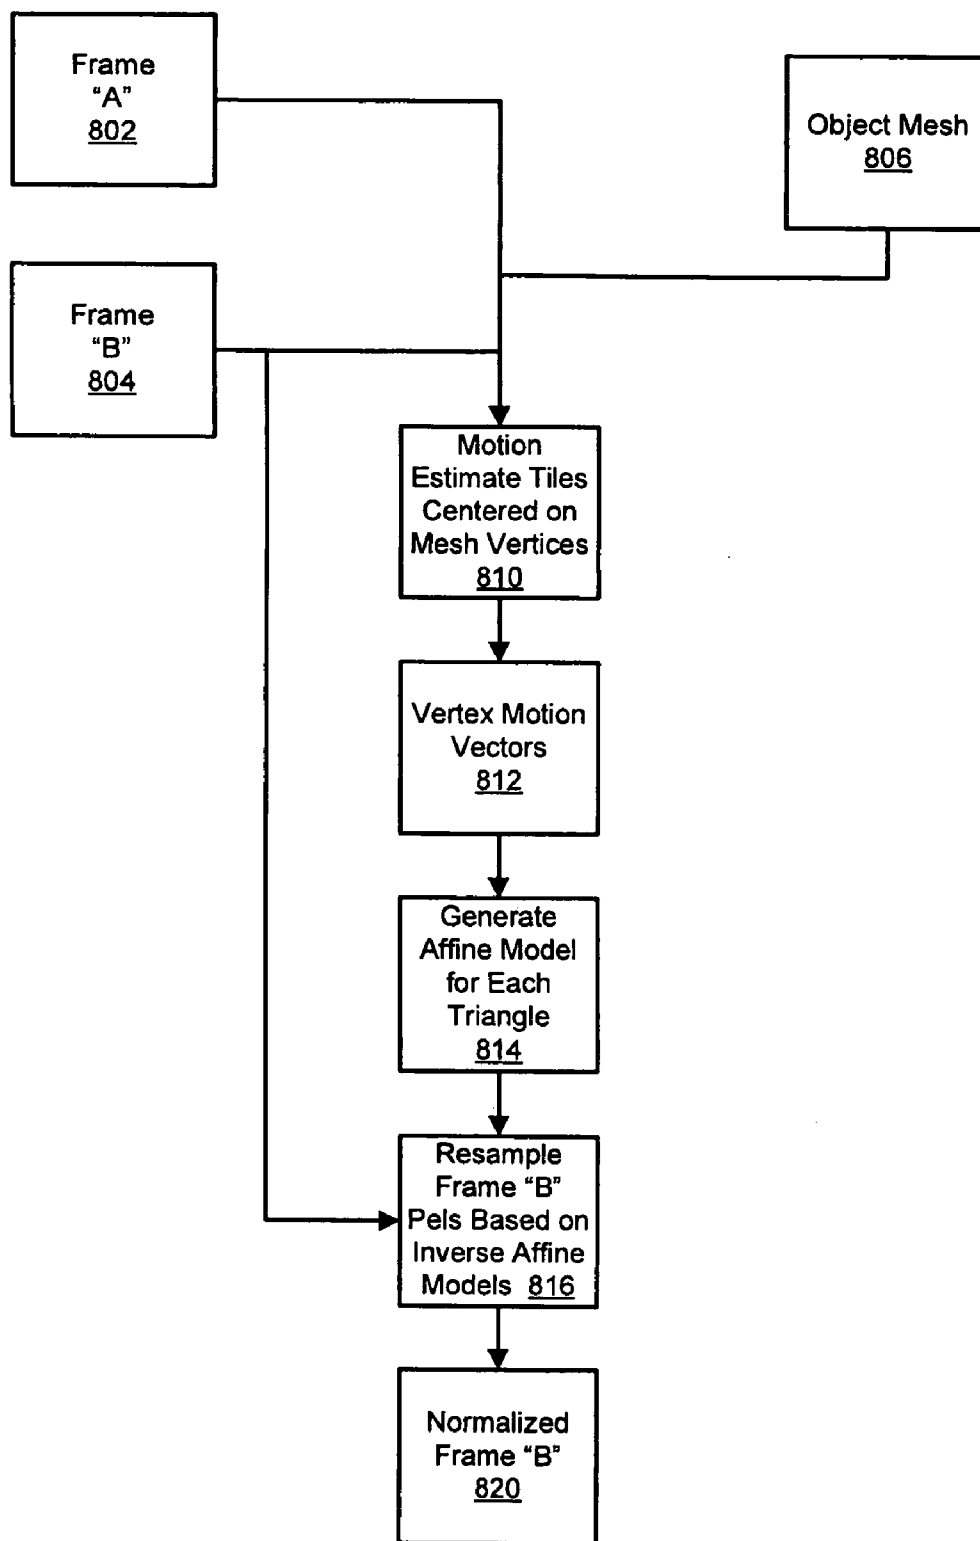 Frame
“A”
802
Object Mesh
806
Frame
“B”
804
Motion
Estimate Tiles
Centered on
Mesh Vertices
810
Vertex Motion
Vectors
812
Generate
Affine Model
for Each
Triangle
814
Resample
Frame “B”
Pels Based on
Inverse Affine
Models 816
Normalized
Frame “B”
820